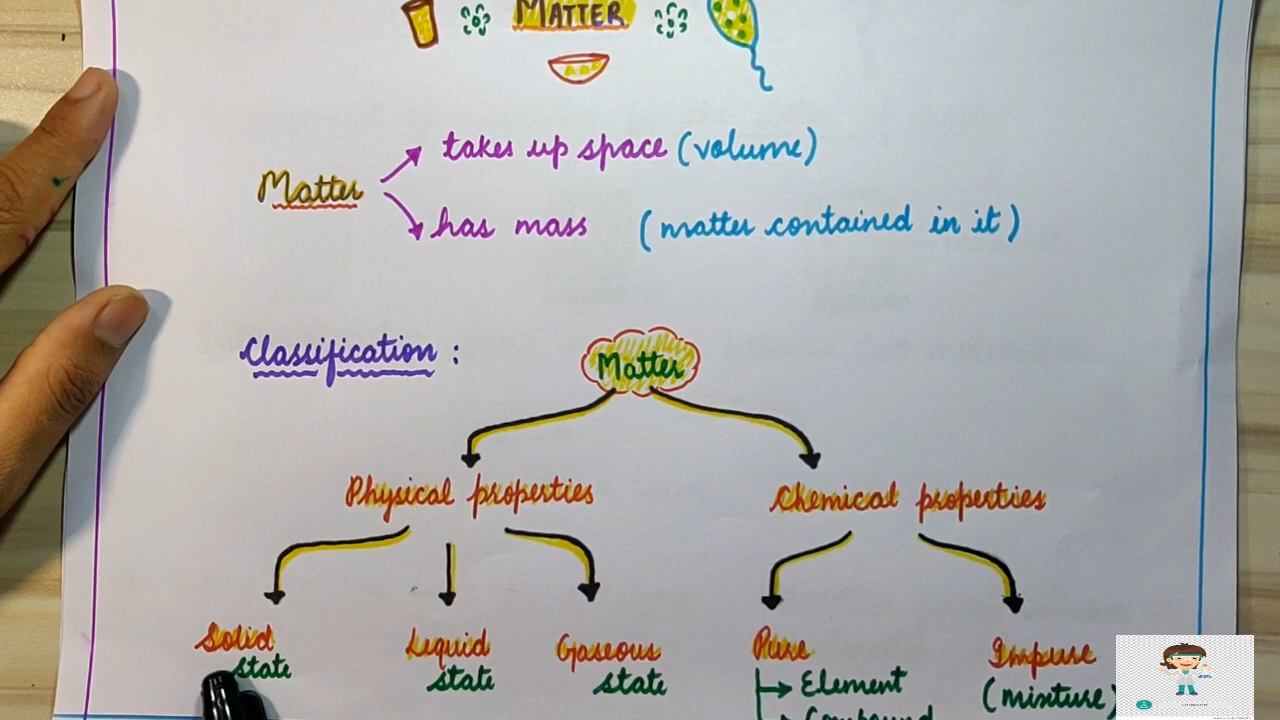 MATTER
takes up space (volume)
Matter
has mass (matter contained in it)
Classification :
Matter
Physical properties
Chemical properties
Solid state
Liquid state
Gaseous state
Pure
Element
Compound
Impure
(mixture)